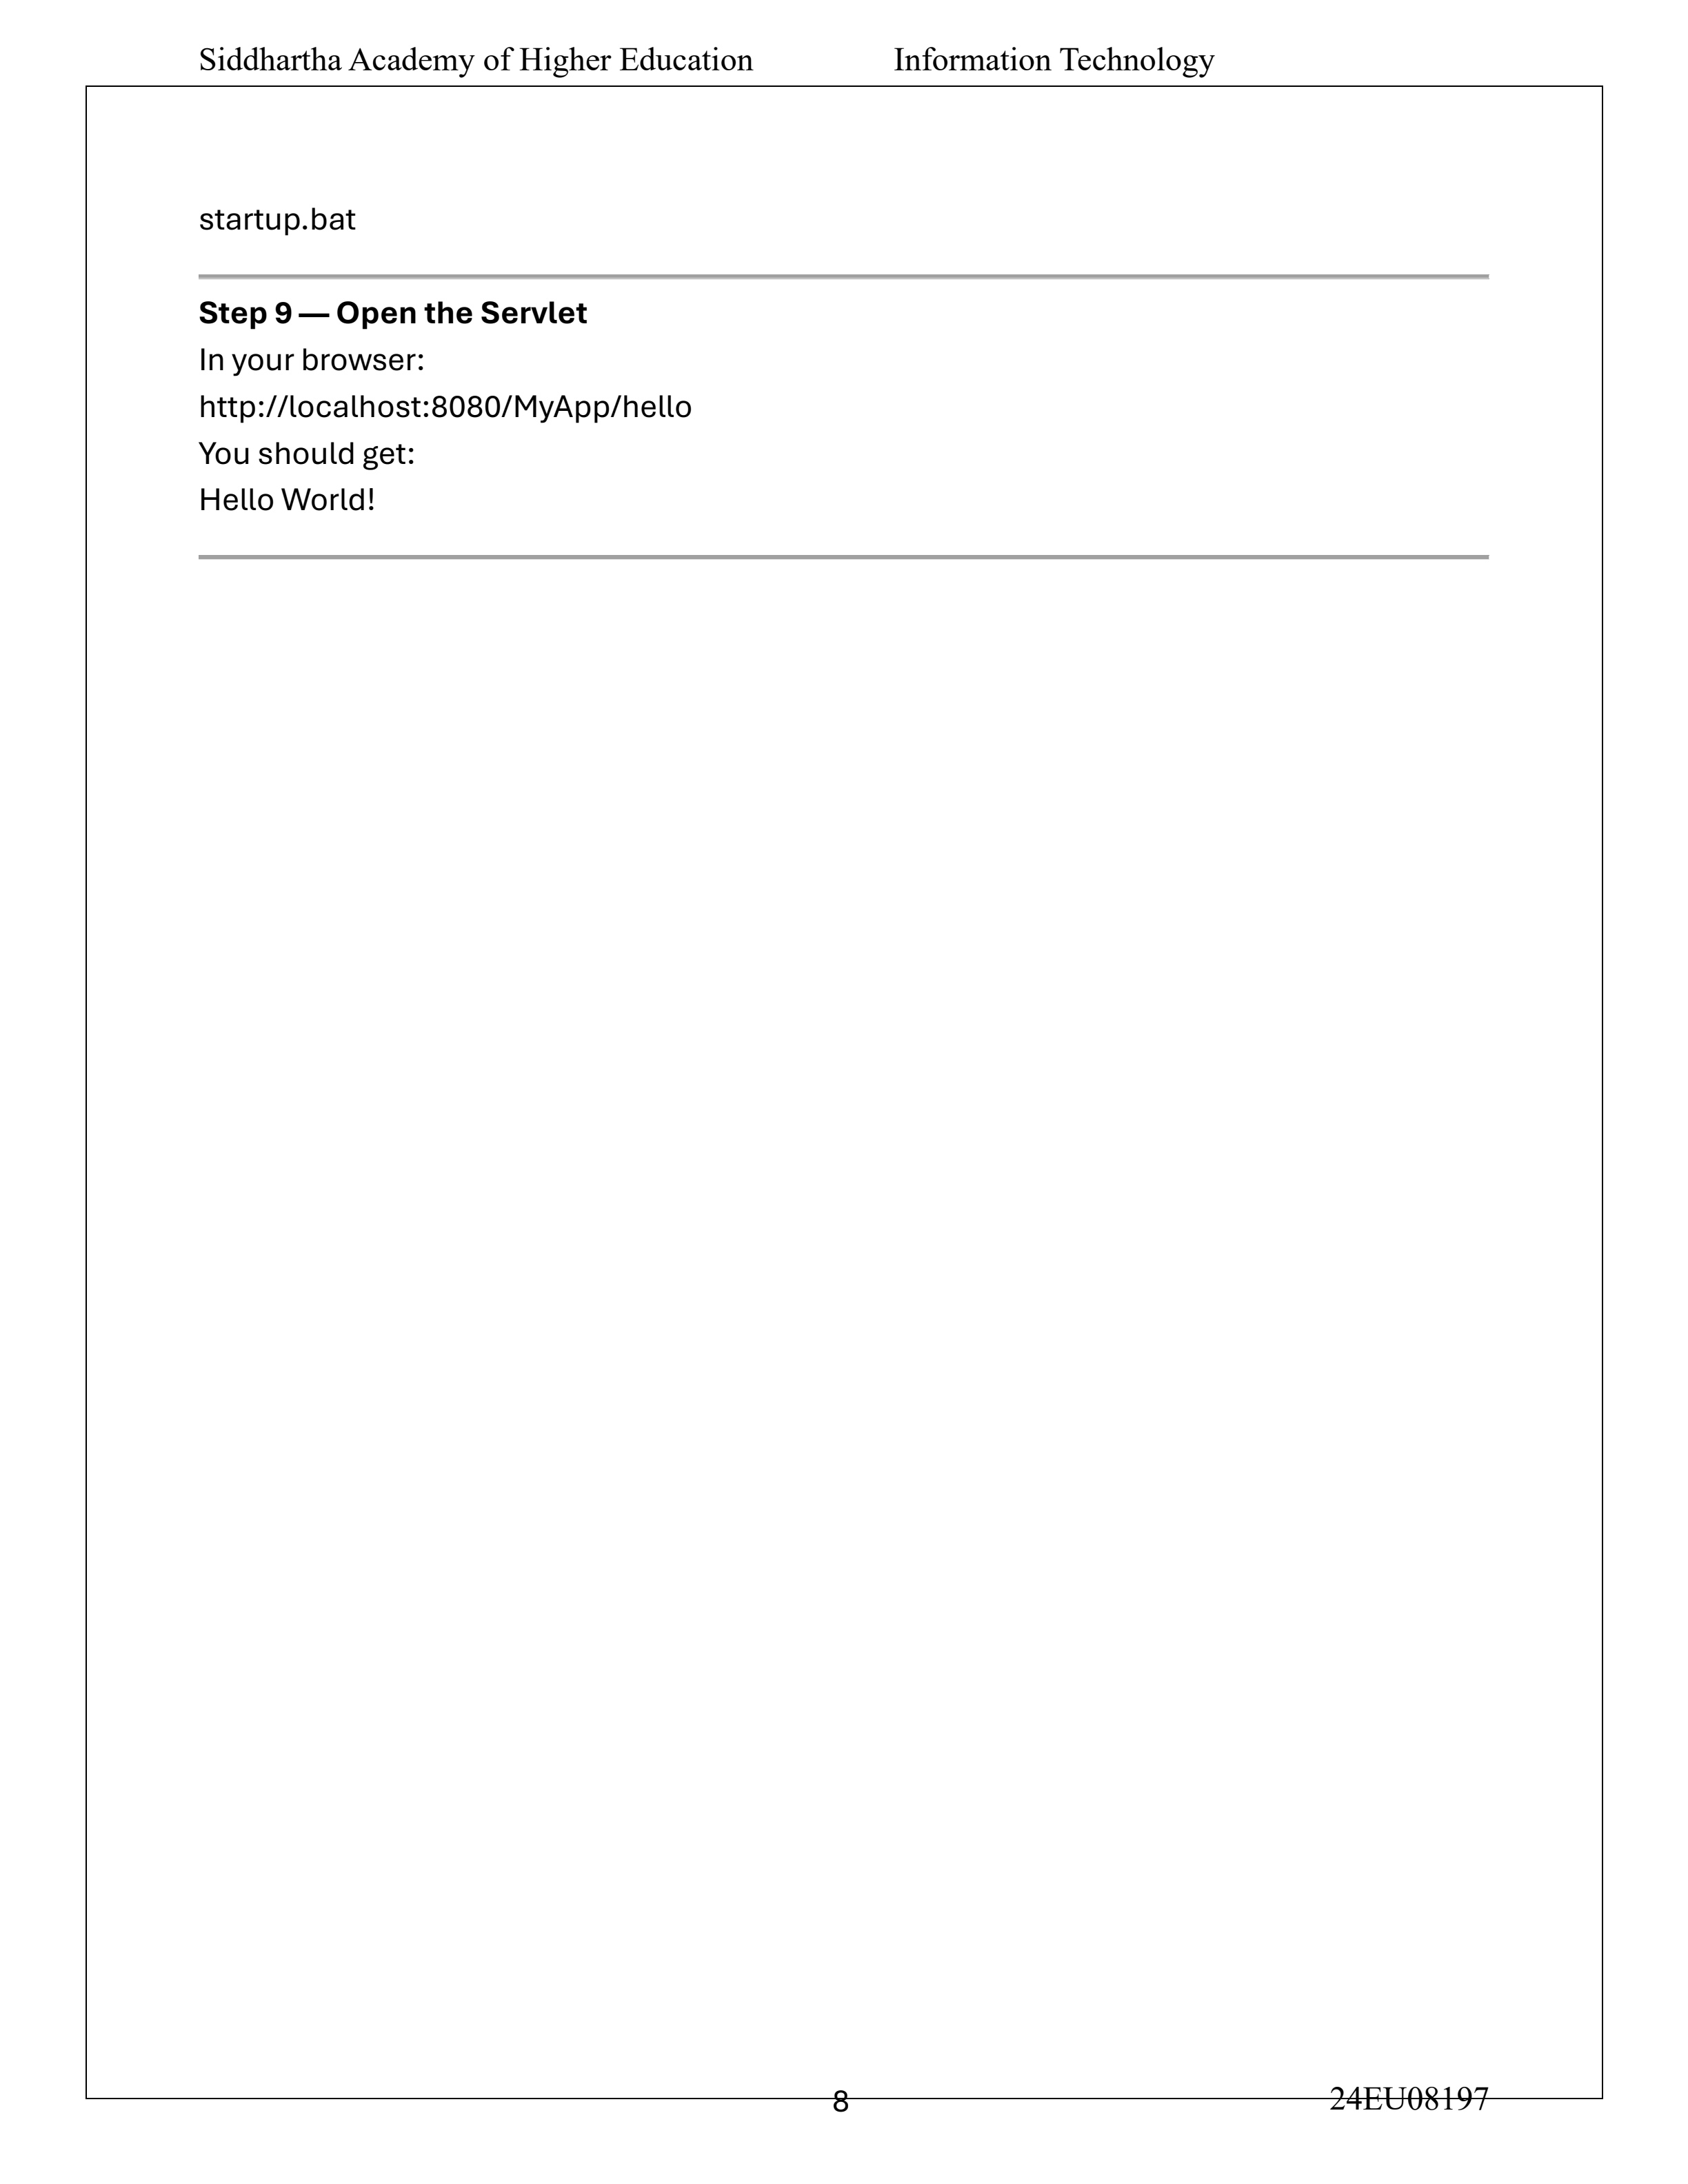 Siddhartha Academy of Higher Education Information Technology
startup.bat
Step 9 — Open the Servlet
In your browser:
http://localhost:8080/MyApp/hello
You should get:
Hello World!
8 24EU08197